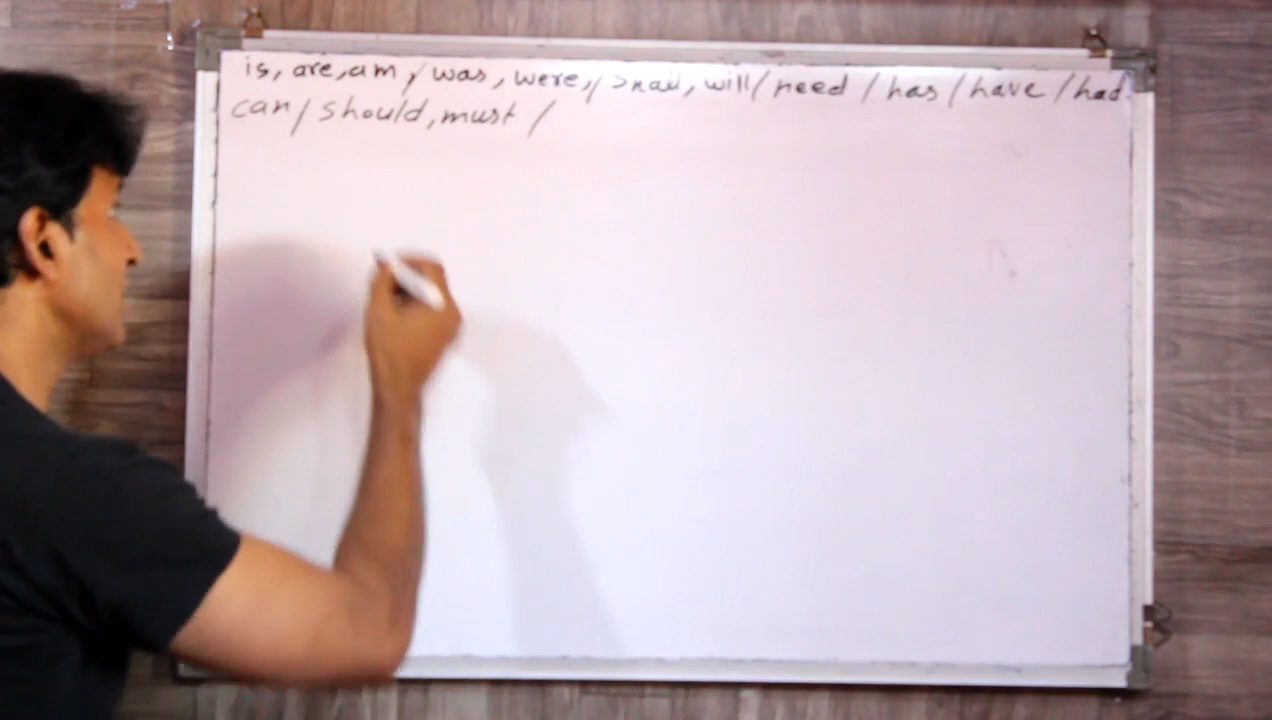 is, are, am / was, were, / shall, will / need / has / have / had
can / should, must /